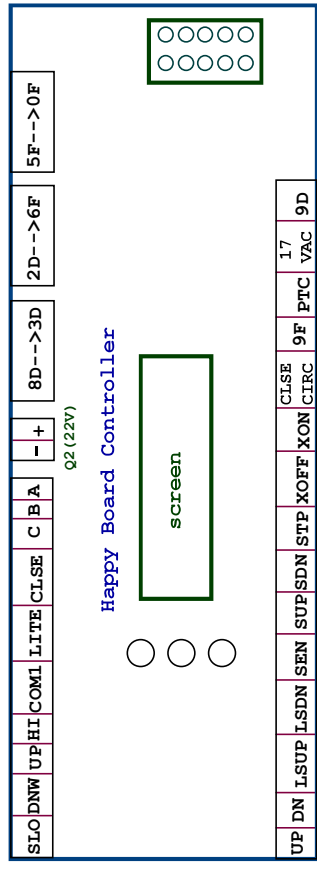 SLO DNW UP HI COM1 LITE CLSE C B A - + 8D-->3D 2D-->6F 5F-->0F
Q2 (22V)
Happy Board Controller
screen
UP DN LSUP LSDN SEN SUP SDN STP XOFF XON CLSE CIRC 9F PTC 17 VAC 9D